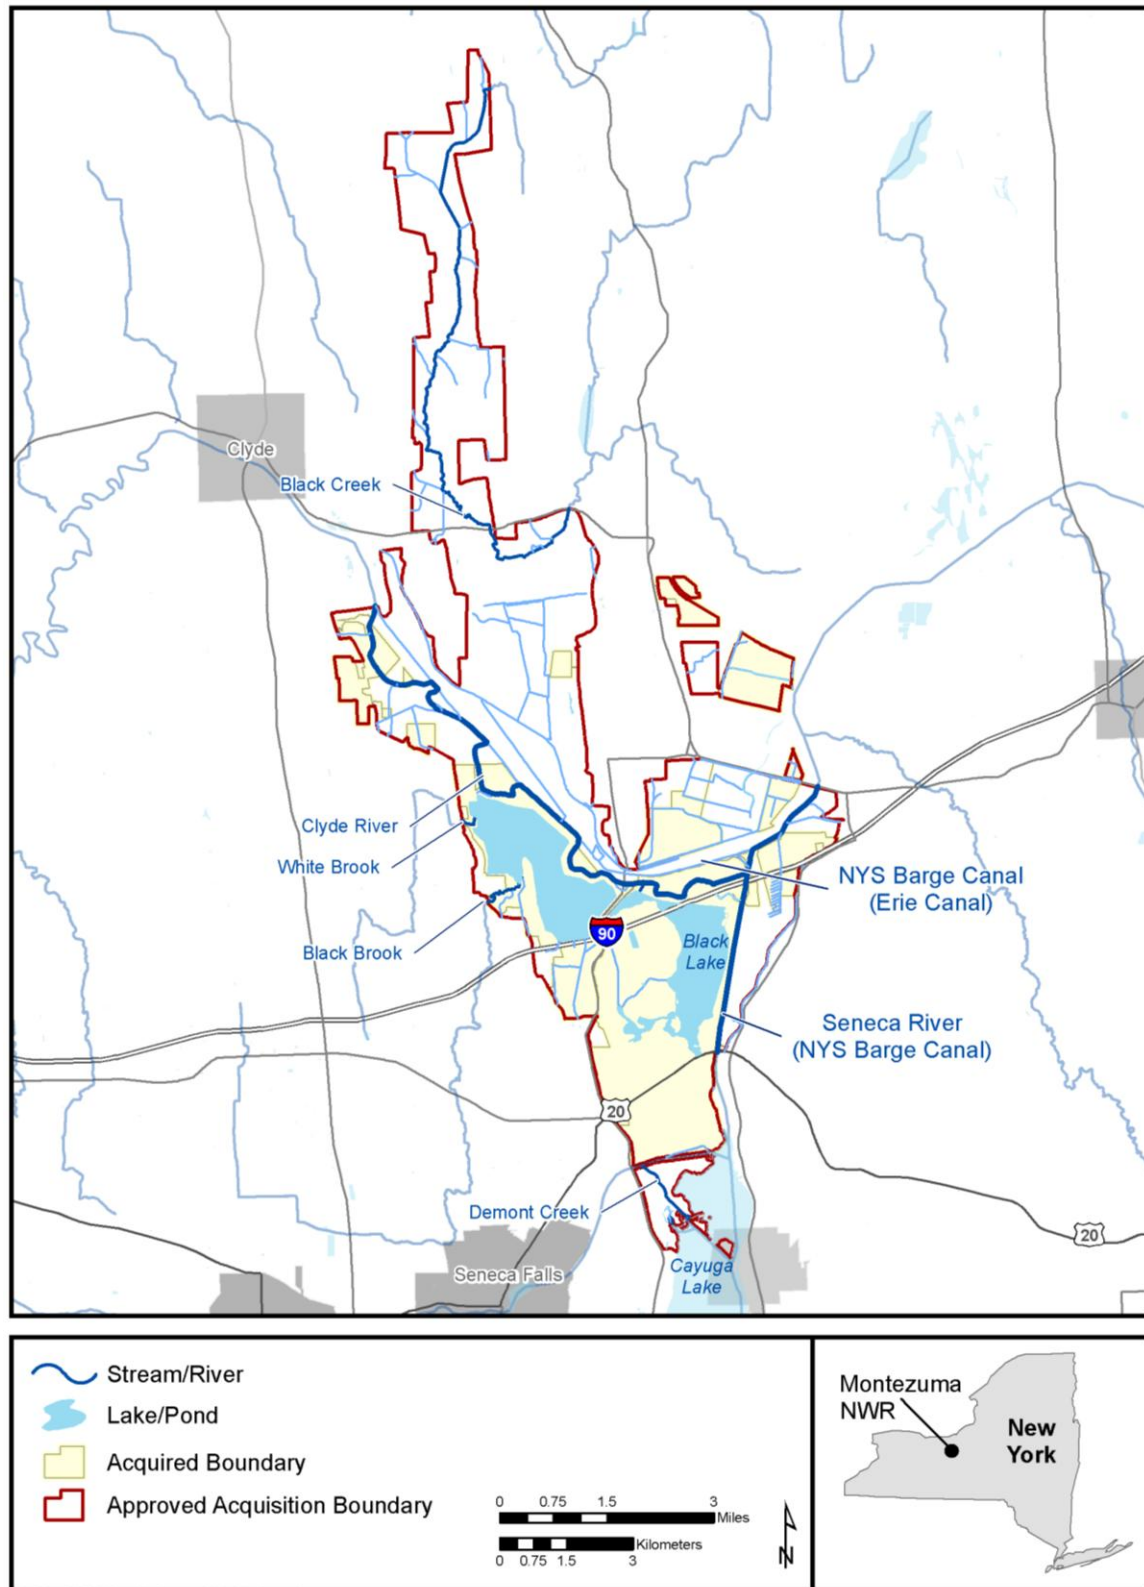 Clyde
Black Creek
Clyde River
White Brook
NYS Barge Canal
(Erie Canal)
90
Black
Lake
Black Brook
Seneca River
(NYS Barge Canal)
20
Demont Creek
20
Seneca Falls
Cayuga
Lake
Stream/River
Lake/Pond
Acquired Boundary
Approved Acquisition Boundary
0 0.75 1.5 3
Miles
Kilometers
0 0.75 1.5 3
N
Montezuma
NWR
New
York